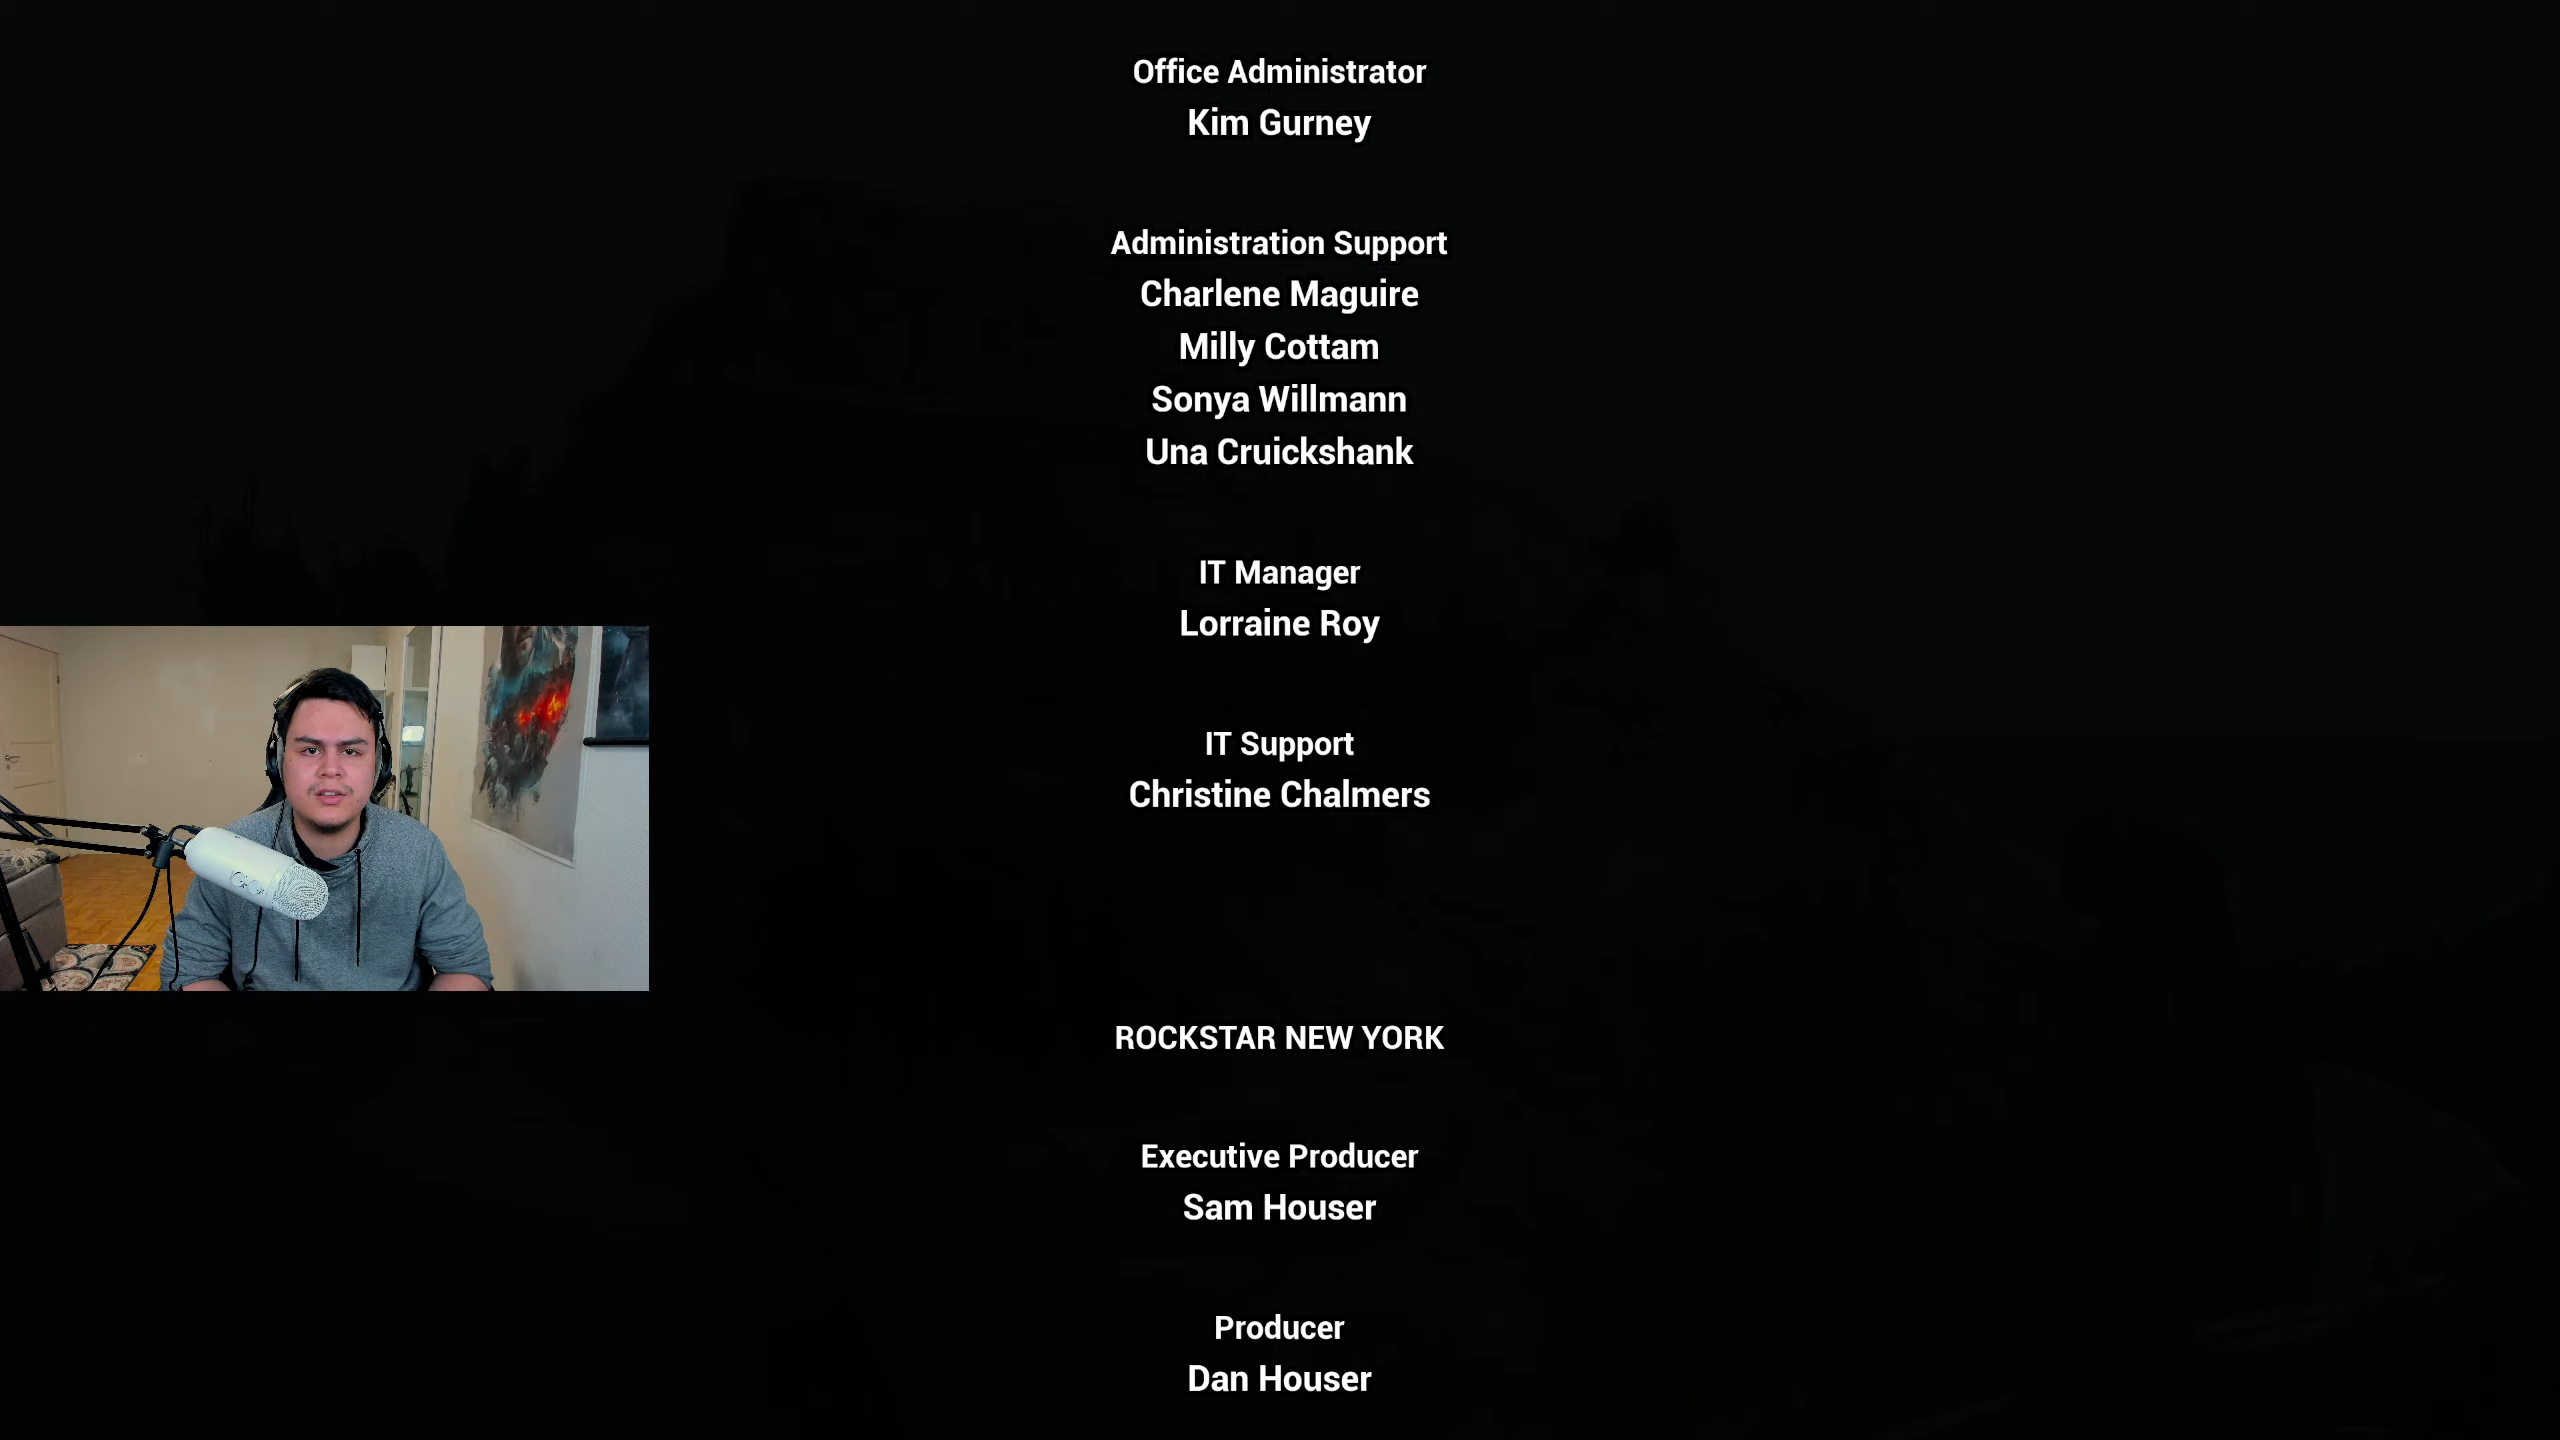 Office Administrator
Kim Gurney
Administration Support
Charlene Maguire
Milly Cottam
Sonya Willmann
Una Cruickshank
IT Manager
Lorraine Roy
IT Support
Christine Chalmers
ROCKSTAR NEW YORK
Executive Producer
Sam Houser
Producer
Dan Houser